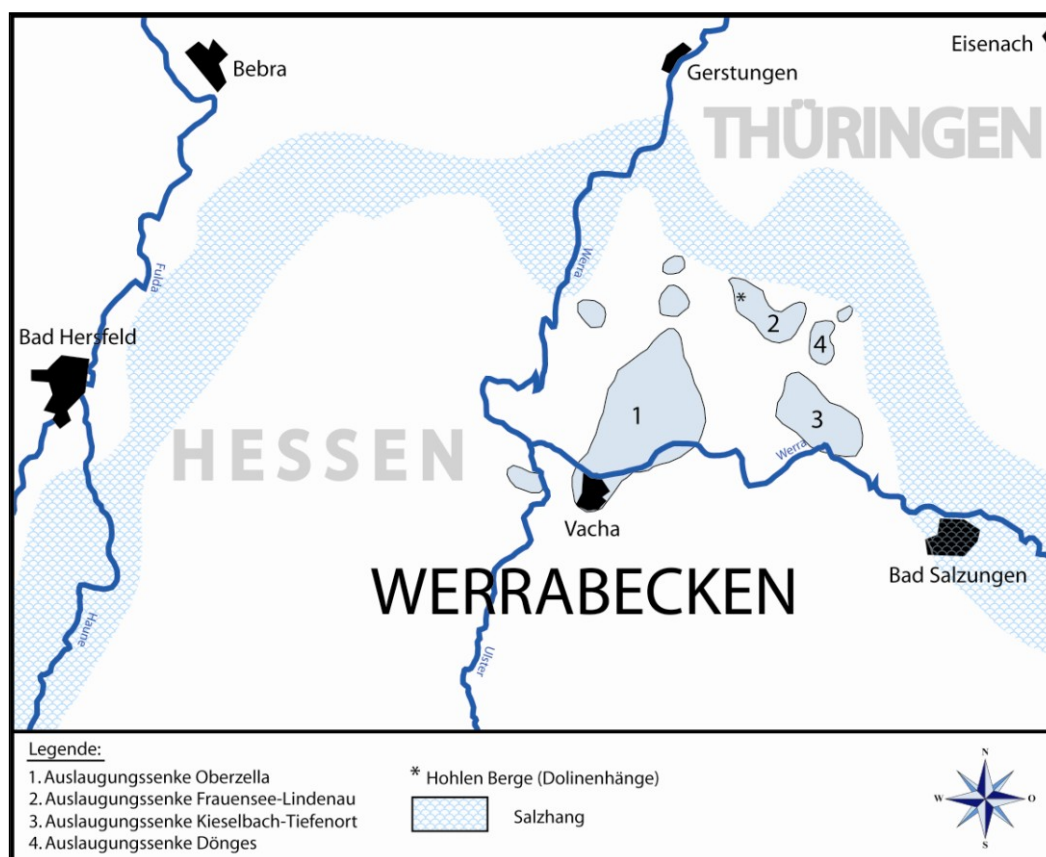 Eisenach
Bebra
Gerstungen
THÜRINGEN
Werra
Fulda
*
2
Bad Hersfeld
4
1
3
HESSEN
Werra
Vacha
Bad Salzungen
WERRABECKEN
Haune
Ulster
Legende:
1. Auslaugungssenke Oberzella
2. Auslaugungssenke Frauensee-Lindenau
3. Auslaugungssenke Kieselbach-Tiefenort
4. Auslaugungssenke Dönges
* Hohlen Berge (Dolinenhänge)
Salzhang
N
W O
S